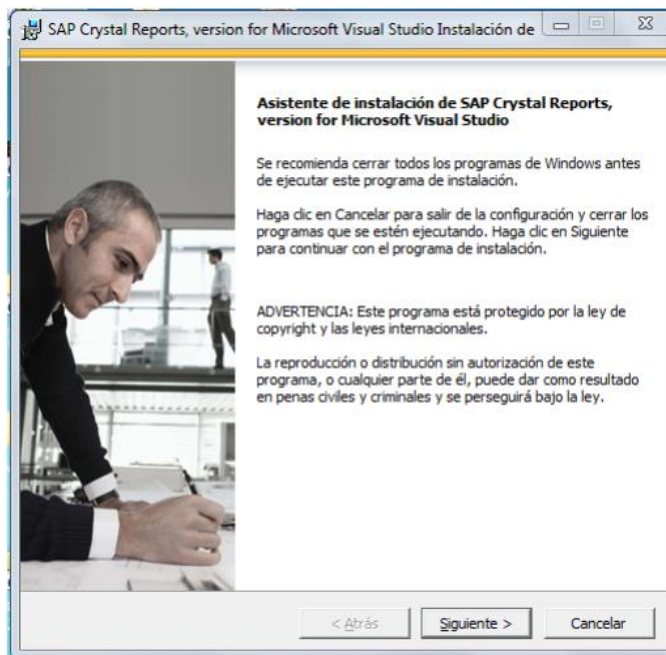 SAP Crystal Reports, version for Microsoft Visual Studio Instalación de
Asistente de instalación de SAP Crystal Reports,
version for Microsoft Visual Studio
Se recomienda cerrar todos los programas de Windows antes
de ejecutar este programa de instalación.
Haga clic en Cancelar para salir de la configuración y cerrar los
programas que se estén ejecutando. Haga clic en Siguiente
para continuar con el programa de instalación.
ADVERTENCIA: Este programa está protegido por la ley de
copyright y las leyes internacionales.
La reproducción o distribución sin autorización de este
programa, o cualquier parte de él, puede dar como resultado
en penas civiles y criminales y se perseguirá bajo la ley.
< Atrás Siguiente > Cancelar